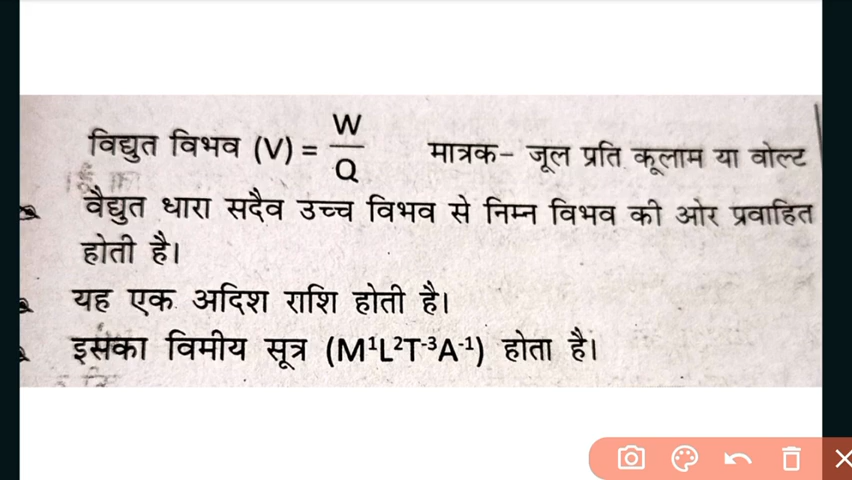 विद्युत विभव (V) = W/Q मात्रक- जूल प्रति कूलाम या वोल्ट
वैद्युत धारा सदैव उच्च विभव से निम्न विभव की ओर प्रवाहित
होती है।
यह एक अदिश राशि होती है।
इसका विमीय सूत्र (M¹L²T⁻³A⁻¹) होता है।